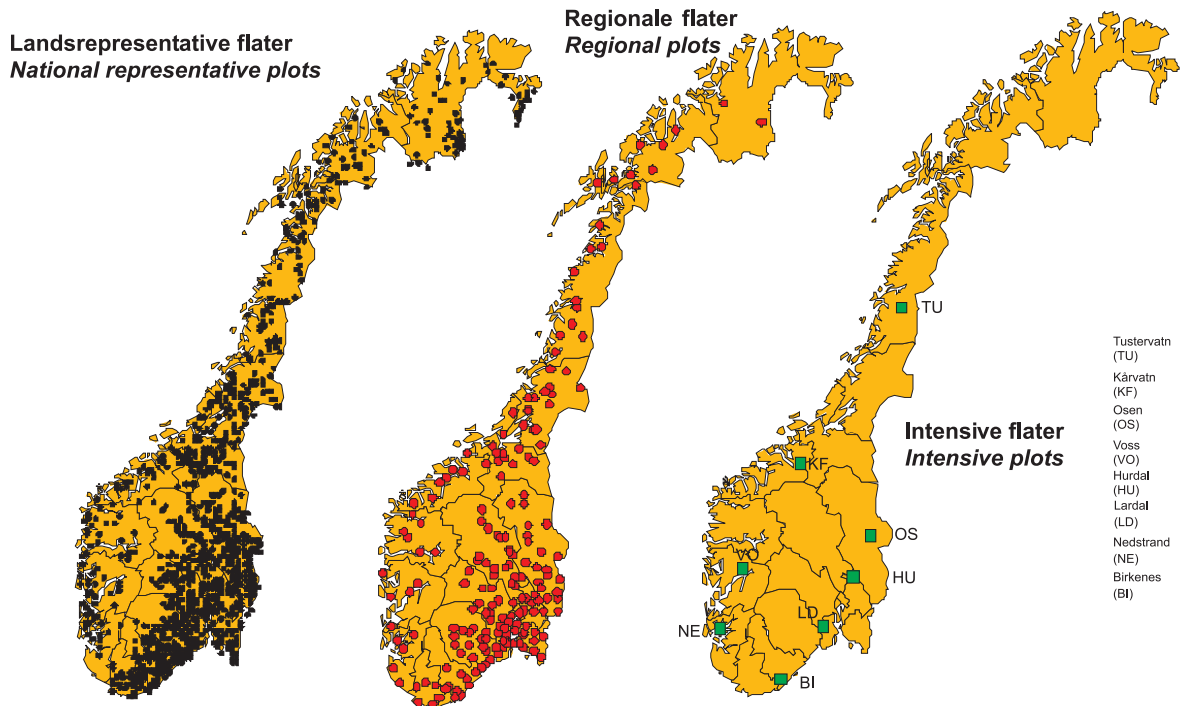 Landsrepresentative flater
National representative plots
Regionale flater
Regional plots
Intensive flater
Intensive plots
TU
KF
OS
VO
HU
LD
NE
BI
Tustervatn
(TU)
Kårvatn
(KF)
Osen
(OS)
Voss
(VO)
Hurdal
(HU)
Lardal
(LD)
Nedstrand
(NE)
Birkenes
(BI)